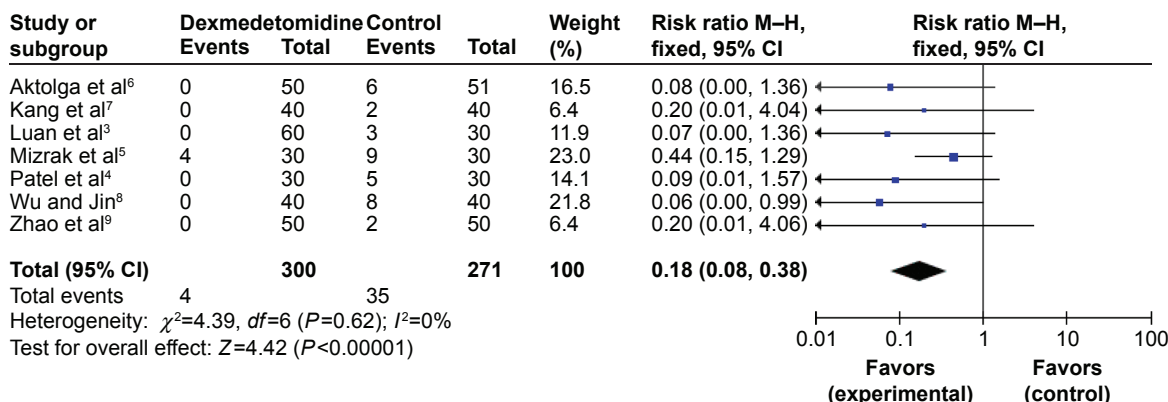 Study or Dexmedetomidine Control Weight Risk ratio M–H, Risk ratio M–H,
subgroup Events Total Events Total (%) fixed, 95% CI fixed, 95% CI
Aktolga et al⁶ 0 50 6 51 16.5 0.08 (0.00, 1.36)
Kang et al⁷ 0 40 2 40 6.4 0.20 (0.01, 4.04)
Luan et al³ 0 60 3 30 11.9 0.07 (0.00, 1.36)
Mizrak et al⁵ 4 30 9 30 23.0 0.44 (0.15, 1.29)
Patel et al⁴ 0 30 5 30 14.1 0.09 (0.01, 1.57)
Wu and Jin⁸ 0 40 8 40 21.8 0.06 (0.00, 0.99)
Zhao et al⁹ 0 50 2 50 6.4 0.20 (0.01, 4.06)
Total (95% CI) 300 271 100 0.18 (0.08, 0.38)
Total events 4 35
Heterogeneity: χ²=4.39, df=6 (P=0.62); I²=0%
Test for overall effect: Z=4.42 (P<0.00001)
0.01 0.1 1 10 100
Favors Favors
(experimental) (control)